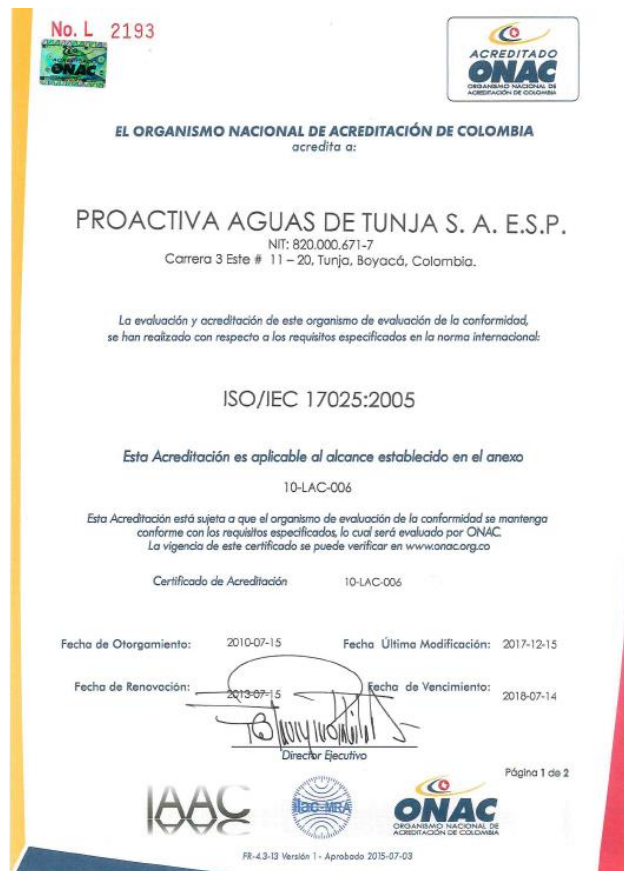 No. L 2193
ONAC
ACREDITADO
ONAC
ORGANISMO NACIONAL DE
ACREDITACIÓN DE COLOMBIA
EL ORGANISMO NACIONAL DE ACREDITACIÓN DE COLOMBIA
acredita a:
PROACTIVA AGUAS DE TUNJA S. A. E.S.P.
NIT: 820.000.671-7
Carrera 3 Este # 11 – 20, Tunja, Boyacá, Colombia.
La evaluación y acreditación de este organismo de evaluación de la conformidad,
se han realizado con respecto a los requisitos especificados en la norma internacional:
ISO/IEC 17025:2005
Esta Acreditación es aplicable al alcance establecido en el anexo
10-LAC-006
Esta Acreditación está sujeta a que el organismo de evaluación de la conformidad se mantenga
conforme con los requisitos especificados, lo cual será evaluado por ONAC.
La vigencia de este certificado se puede verificar en www.onac.org.co
Certificado de Acreditación 10-LAC-006
Fecha de Otorgamiento: 2010-07-15 Fecha Última Modificación: 2017-12-15
Fecha de Renovación: 2013-07-15 Fecha de Vencimiento: 2018-07-14
Director Ejecutivo
Página 1 de 2
IAAC
ilac-MRA
ONAC
ORGANISMO NACIONAL DE
ACREDITACIÓN DE COLOMBIA
FR-4.3-13 Versión 1 - Aprobado 2015-07-03